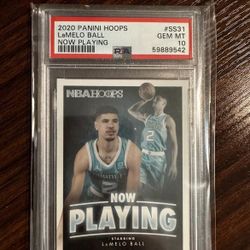 2020 PANINI HOOPS #SS31
LaMELO BALL GEM MT
NOW PLAYING 10
PSA 59889542
NBA HOOPS
NOW
PLAYING
STARRING
LaMELO BALL